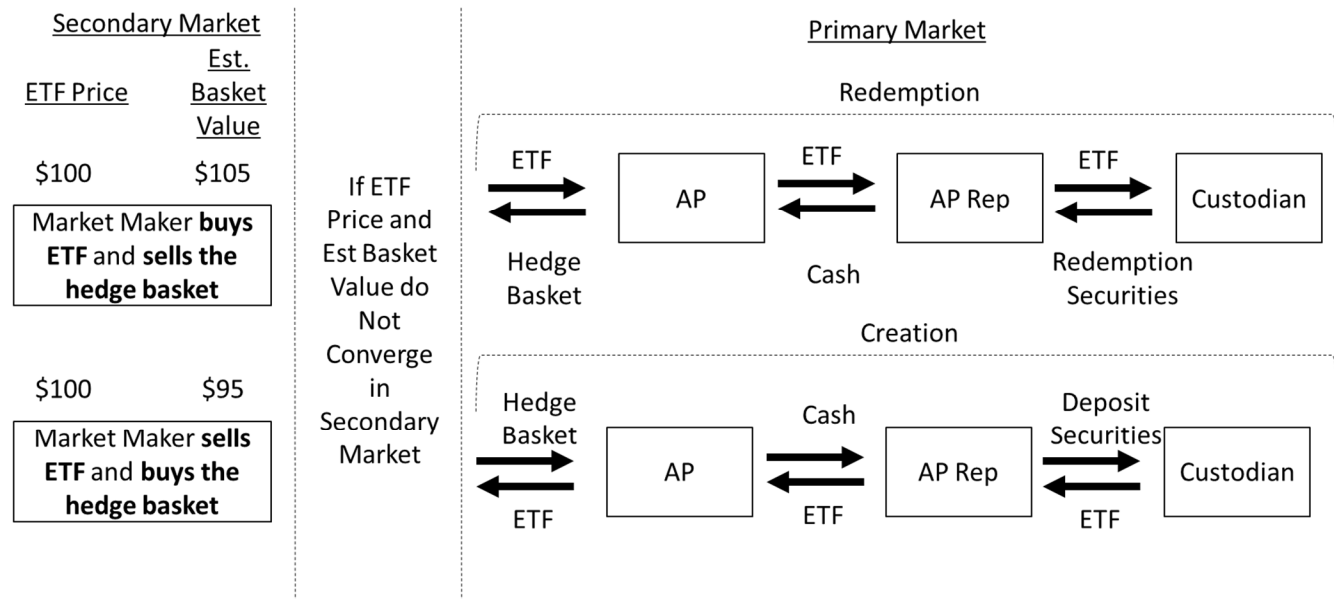 Secondary Market
ETF Price
Est.
Basket
Value
$100 $105
Market Maker buys
ETF and sells the
hedge basket
$100 $95
Market Maker sells
ETF and buys the
hedge basket
If ETF
Price and
Est Basket
Value do
Not
Converge
in
Secondary
Market
Primary Market
Redemption
ETF
Hedge
Basket
AP
ETF
Cash
AP Rep
ETF
Redemption
Securities
Custodian
Creation
Hedge
Basket
ETF
AP
Cash
ETF
AP Rep
Deposit
Securities
ETF
Custodian